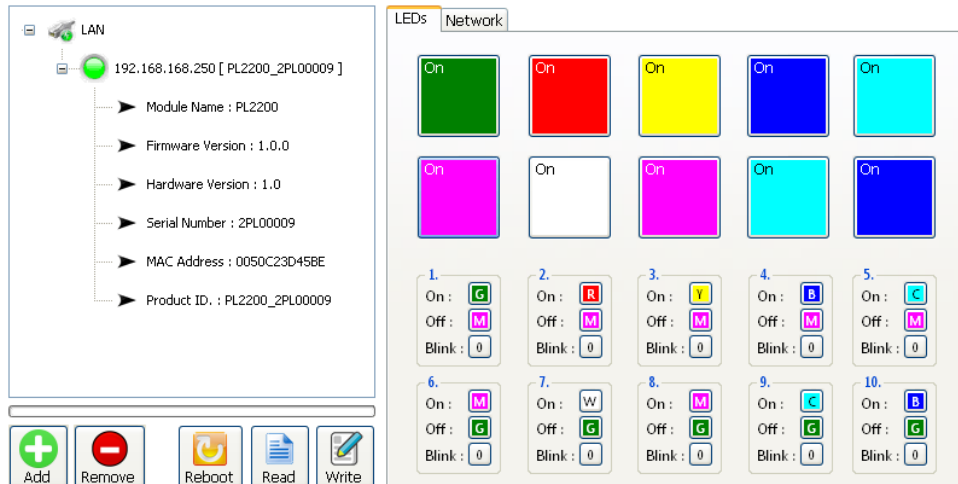 LAN
192.168.168.250 [ PL2200_2PL00009 ]
Module Name : PL2200
Firmware Version : 1.0.0
Hardware Version : 1.0
Serial Number : 2PL00009
MAC Address : 0050C23D45BE
Product ID. : PL2200_2PL00009
Add Remove Reboot Read Write
LEDs Network
On On On On On
On On On On On
1. 2. 3. 4. 5.
On : G On : R On : Y On : B On : C
Off : M Off : M Off : M Off : M Off : M
Blink : 0 Blink : 0 Blink : 0 Blink : 0 Blink : 0
6. 7. 8. 9. 10.
On : M On : W On : M On : C On : B
Off : G Off : G Off : G Off : G Off : G
Blink : 0 Blink : 0 Blink : 0 Blink : 0 Blink : 0